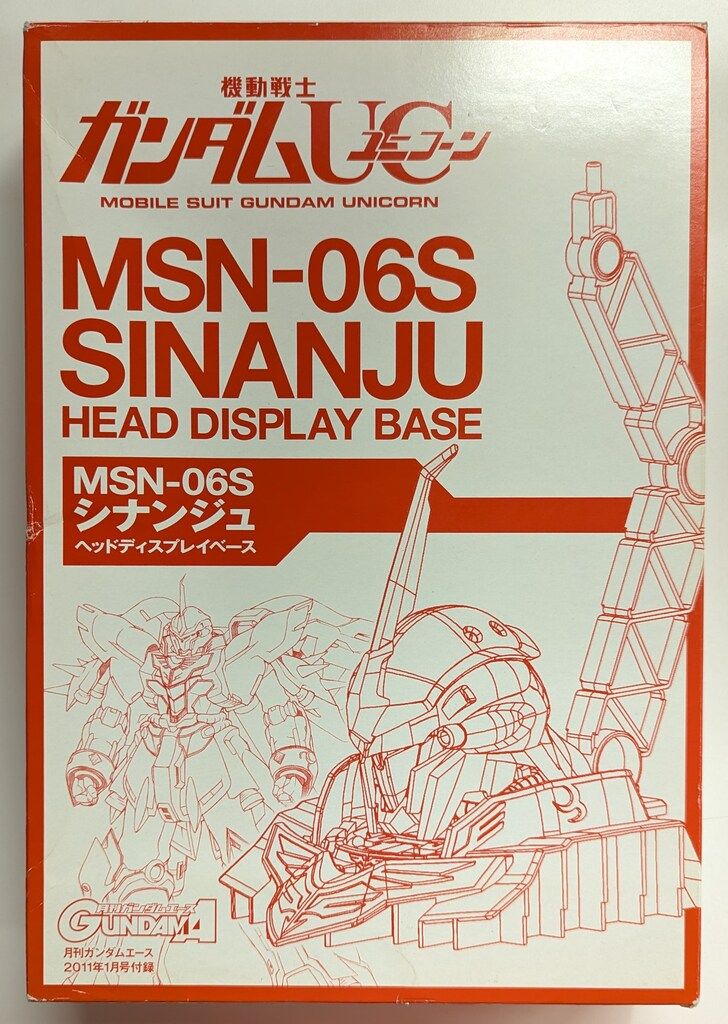 機動戦士
ガンダムUC
ユニコーン
MOBILE SUIT GUNDAM UNICORN
MSN-06S
SINANJU
HEAD DISPLAY BASE
MSN-06S
シナンジュ
ヘッドディスプレイベース
月刊ガンダムエース
GUNDAM A
月刊ガンダムエース
2011年1月号付録